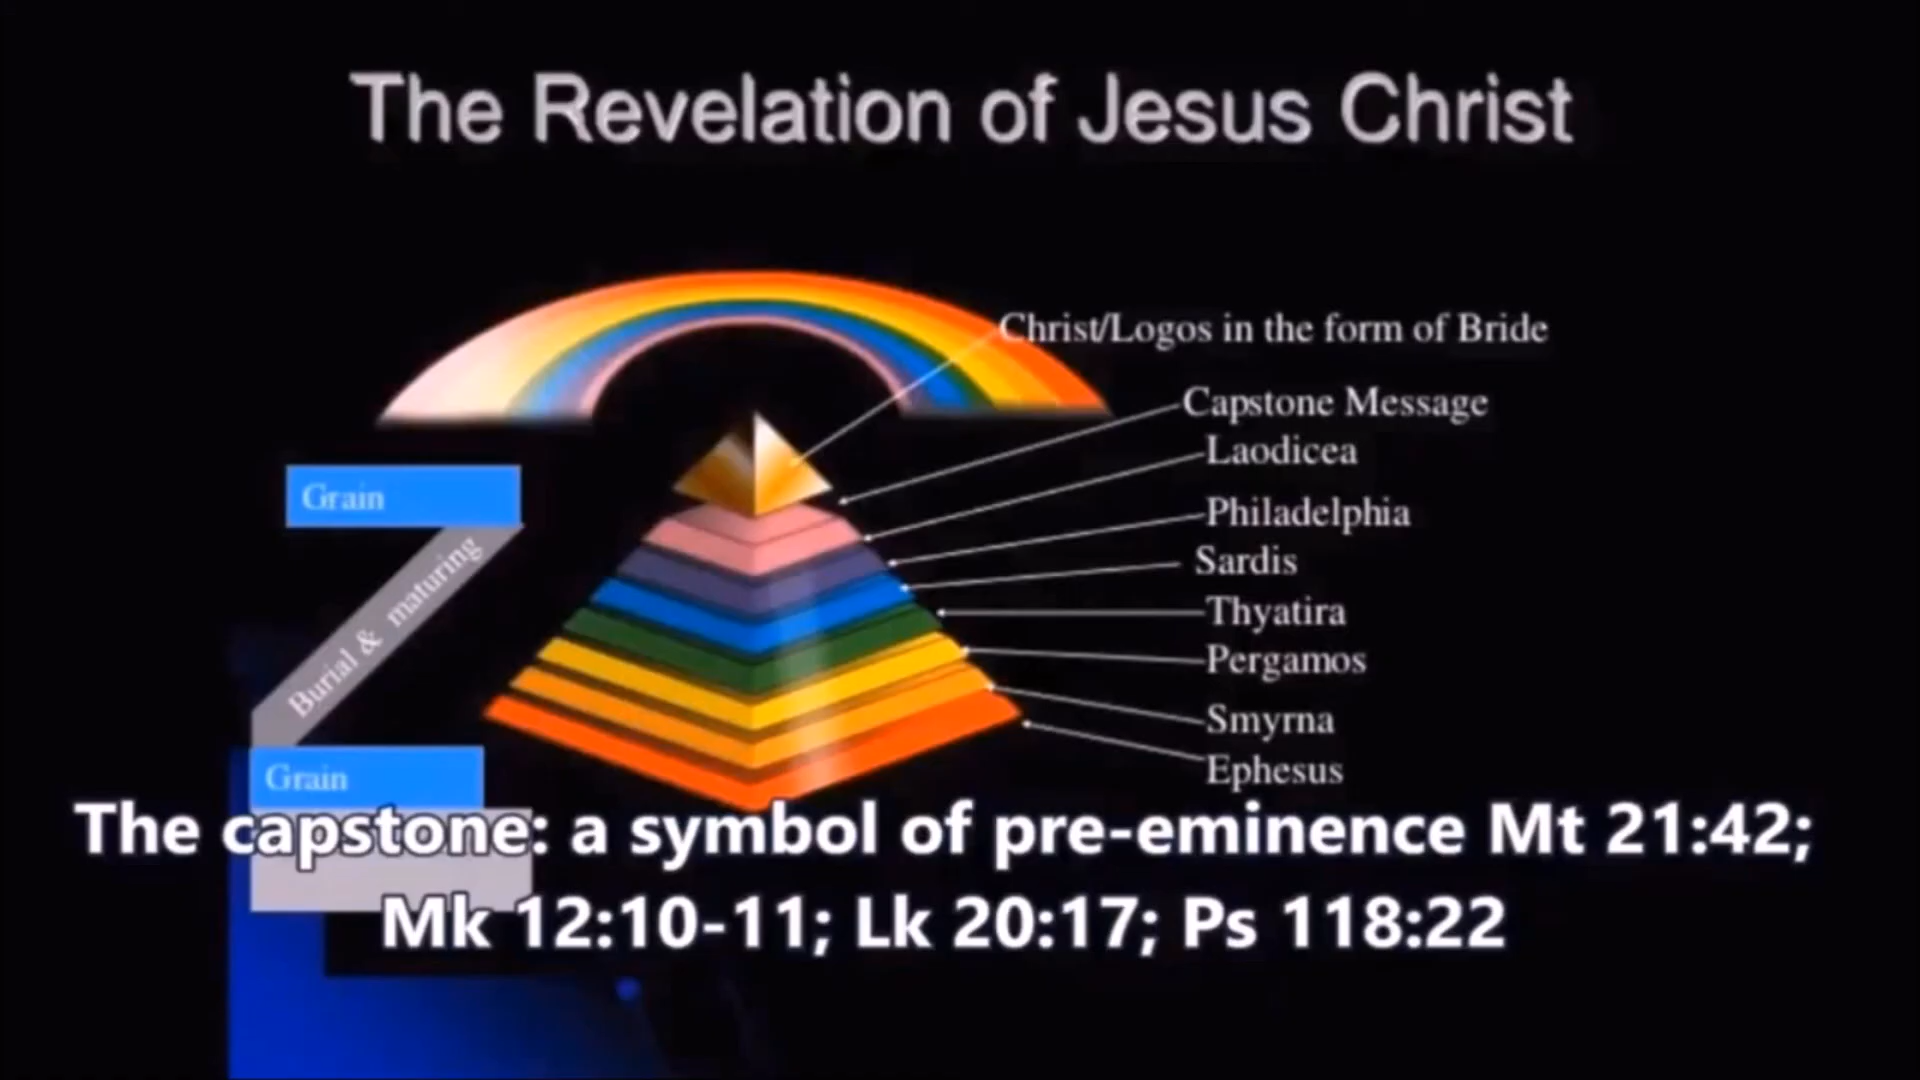 The Revelation of Jesus Christ
Christ/Logos in the form of Bride
Capstone Message
Laodicea
Philadelphia
Sardis
Thyatira
Pergamos
Smyrna
Ephesus
Grain
Burial & maturing
Grain
The capstone: a symbol of pre-eminence Mt 21:42;
Mk 12:10-11; Lk 20:17; Ps 118:22